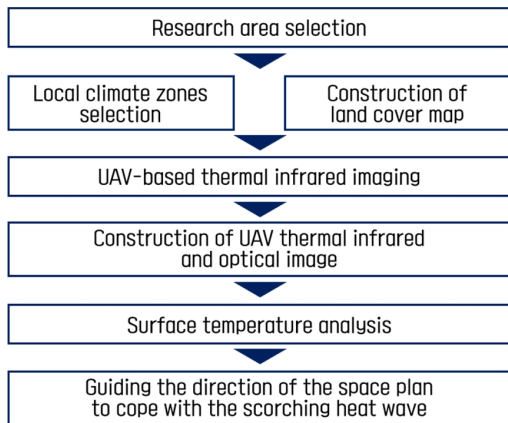 Research area selection
Local climate zones
selection
Construction of
land cover map
UAV-based thermal infrared imaging
Construction of UAV thermal infrared
and optical image
Surface temperature analysis
Guiding the direction of the space plan
to cope with the scorching heat wave